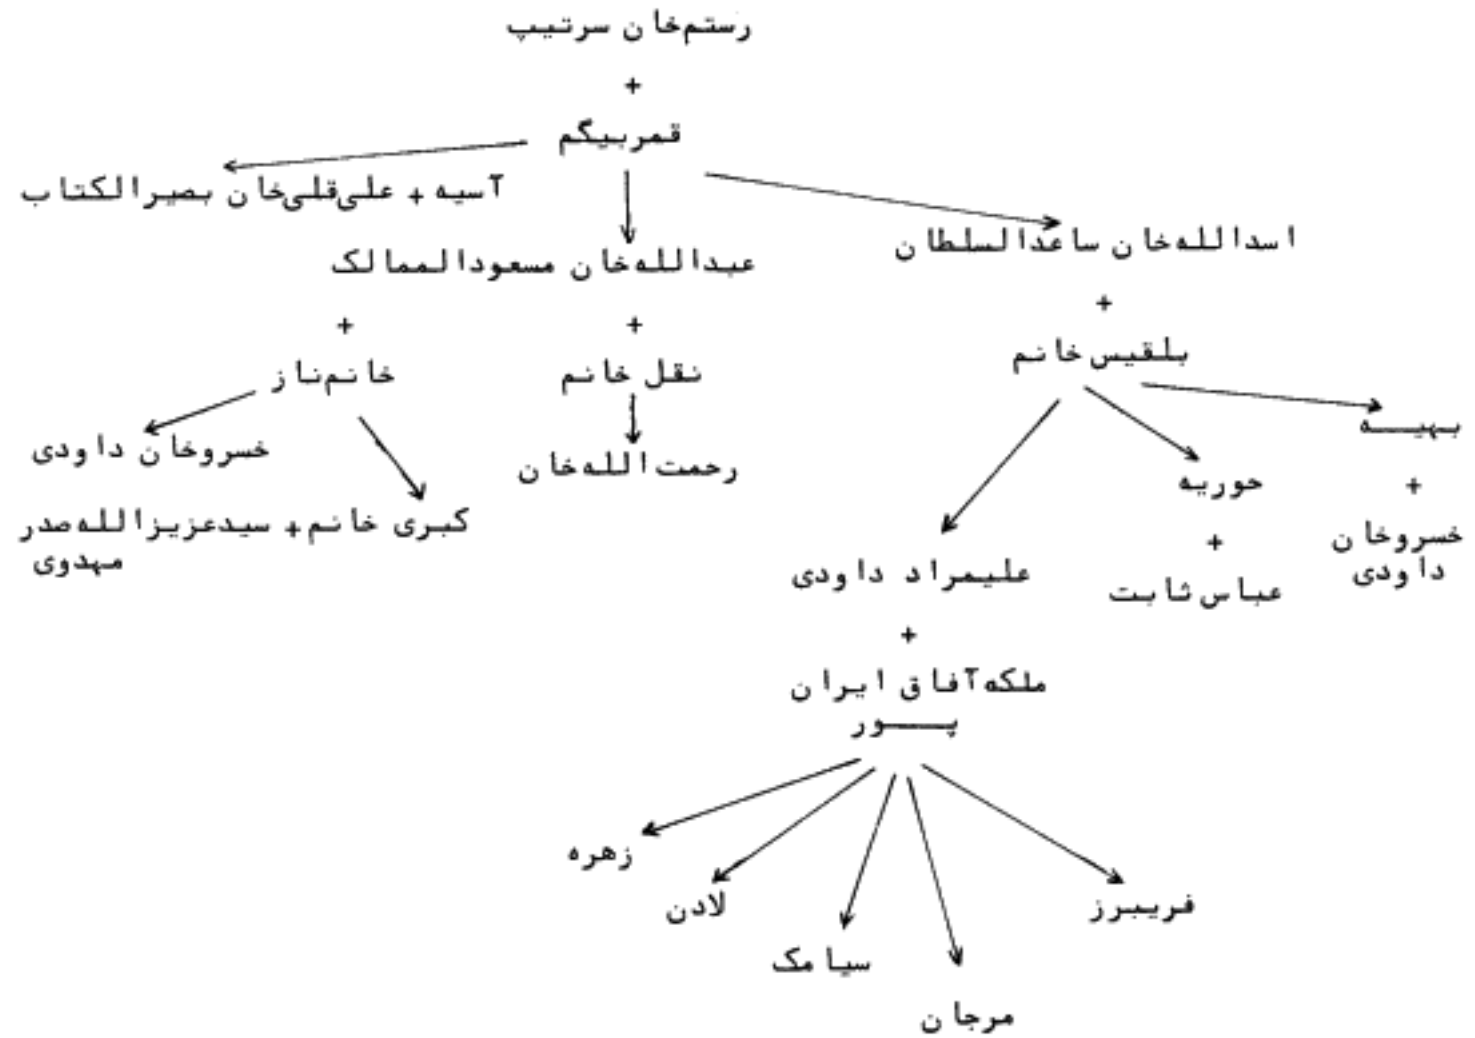 رستم‌خان سرتیپ
+
قمربیگم
آسیه + علی‌قلی‌خان بصیرالکتاب
اسدالله‌خان ساعدالسلطان
عبدالله‌خان مسعودالممالک
+
بلقیس خانم
+
نقل خانم
+
خانم‌ناز
بهیه
+
خسروخان
داودی
حوریه
+
عباس ثابت
رحمت‌الله‌خان
خسروخان داودی
کبری خانم + سیدعزیزالله‌صدر
مهدوی
علیمراد داودی
+
ملکه‌آفاق ایران
پور
زهره
لادن
سیامک
مرجان
فریبرز